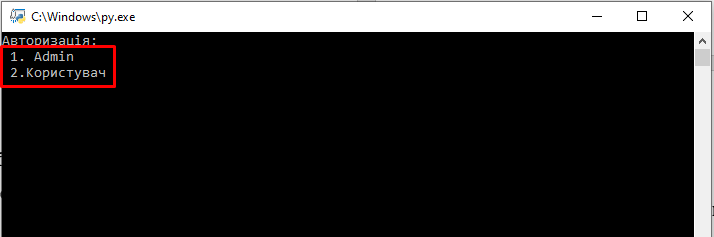 C:\Windows\py.exe
Авторизація:
1. Admin
2.Користувач